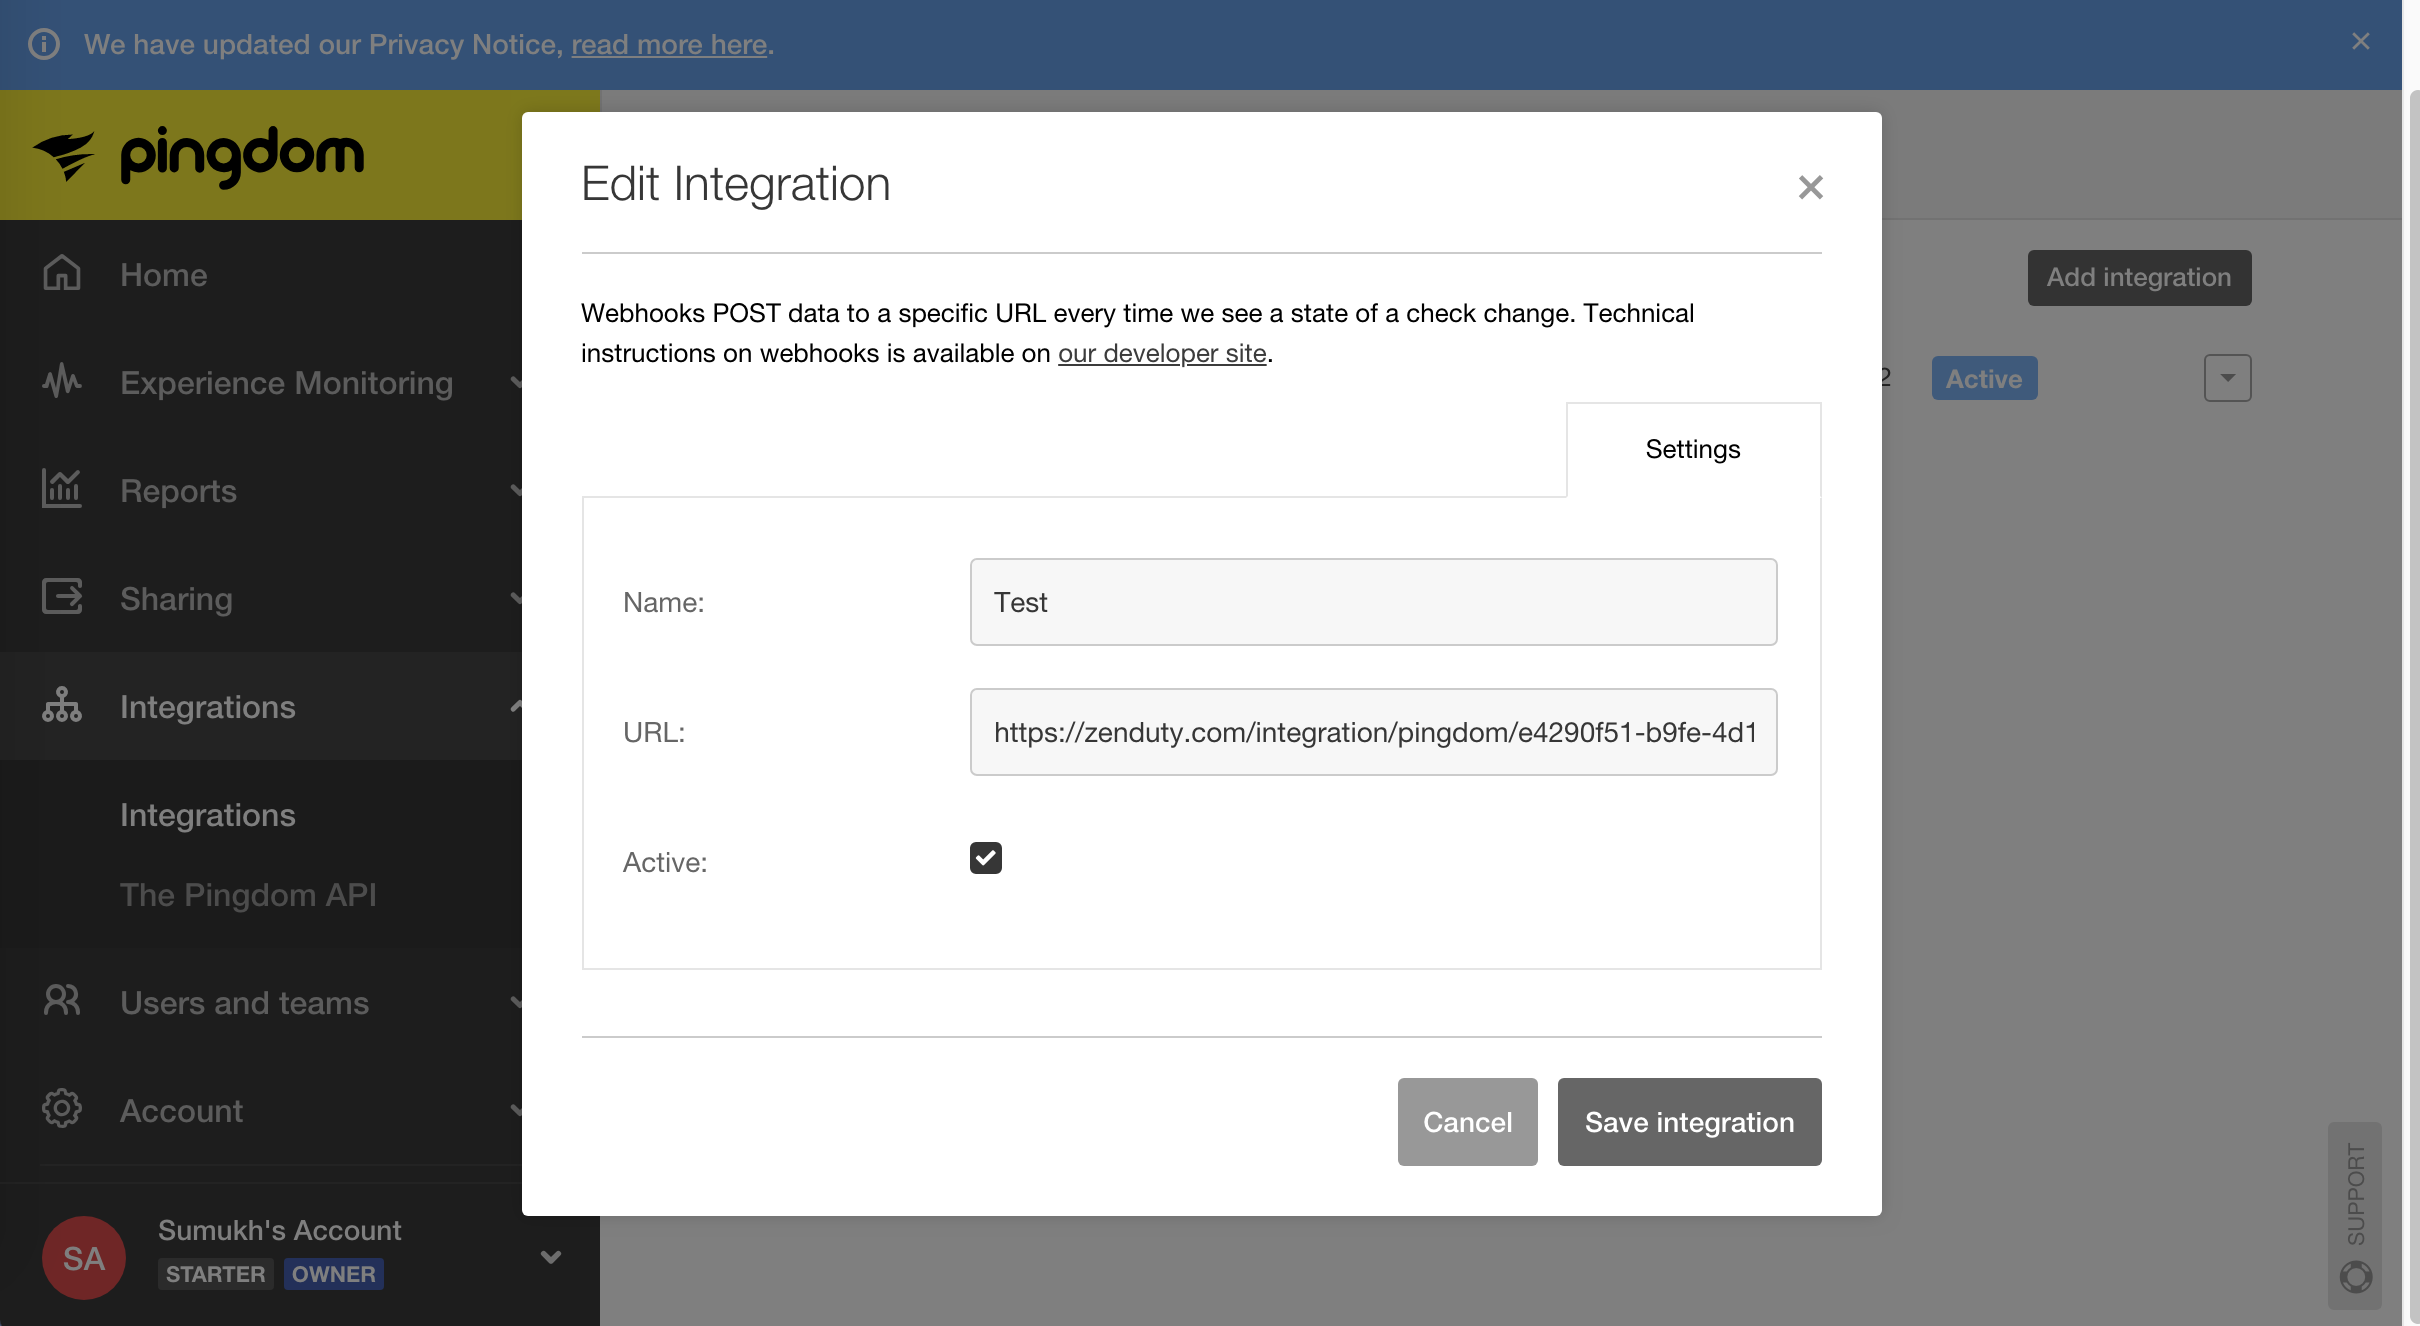 We have updated our Privacy Notice, read more here.
pingdom
Home
Experience Monitoring
Reports
Sharing
Integrations
Integrations
The Pingdom API
Users and teams
Account
SA
Sumukh's Account
STARTER
OWNER
Edit Integration
Webhooks POST data to a specific URL every time we see a state of a check change. Technical
instructions on webhooks is available on our developer site.
Settings
Name:
Test
URL:
https://zenduty.com/integration/pingdom/e4290f51-b9fe-4d1
Active:
Cancel
Save integration
Add integration
2
Active
SUPPORT